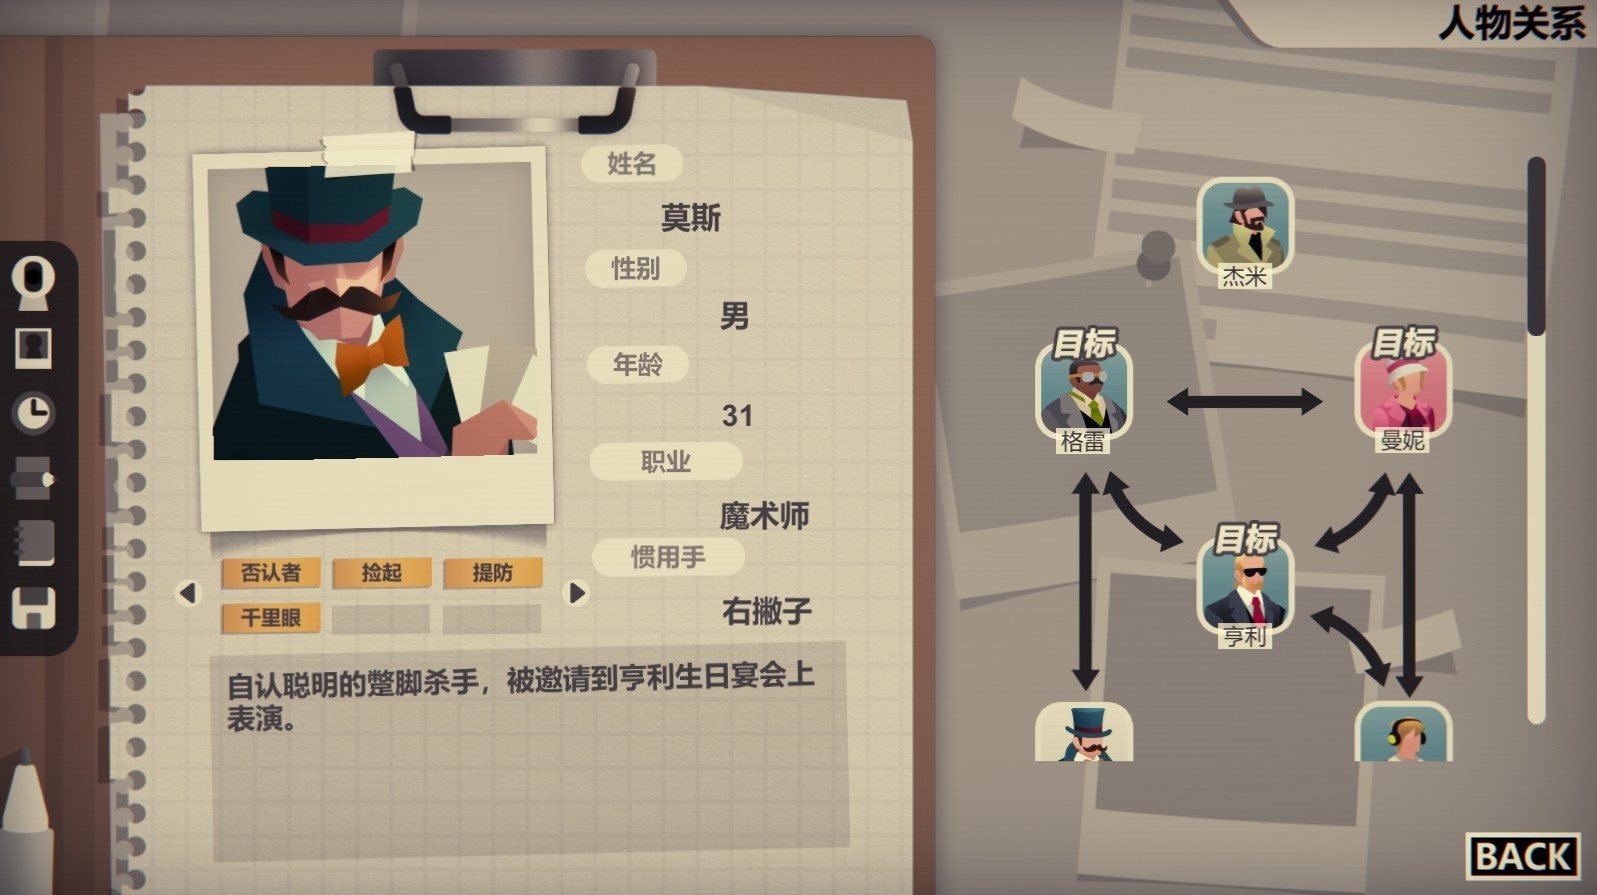 人物关系
姓名
莫斯
性别
男
年龄
31
职业
魔术师
惯用手
右撇子
否认者
捡起
提防
千里眼
自认聪明的蹩脚杀手，被邀请到亨利生日宴会上
表演。
杰米
目标
格雷
目标
曼妮
目标
亨利
BACK